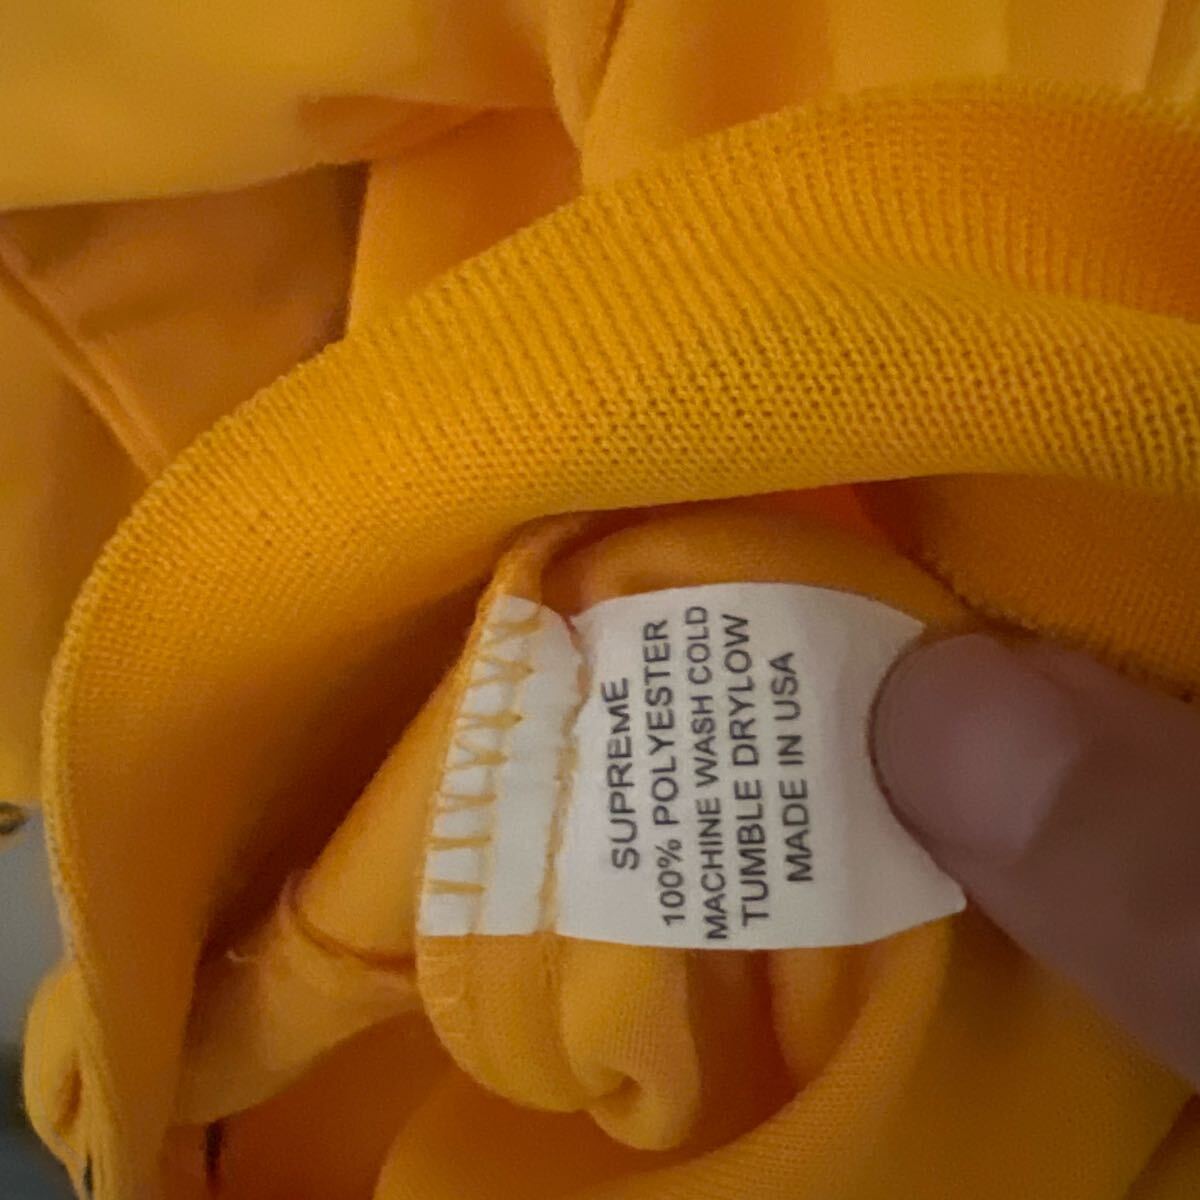 SUPREME
100% POLYESTER
MACHINE WASH COLD
TUMBLE DRYLOW
MADE IN USA